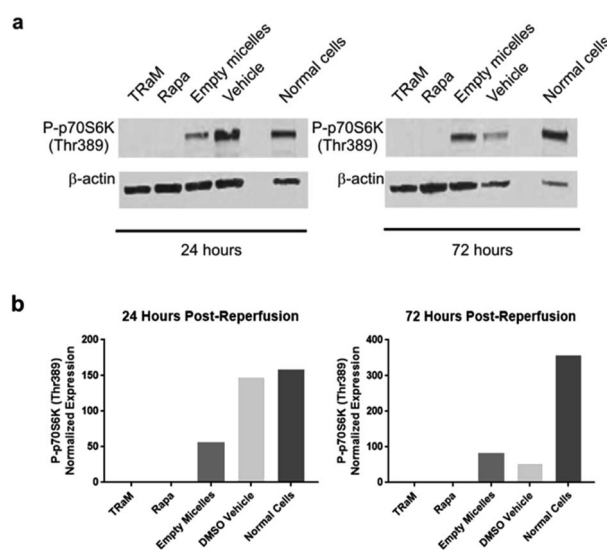 a
TRaM
Rapa
Empty micelles
Vehicle
Normal cells
P-p70S6K
(Thr389)
β-actin
24 hours
TRaM
Rapa
Empty micelles
Vehicle
Normal cells
P-p70S6K
(Thr389)
β-actin
72 hours
b
24 Hours Post-Reperfusion
P-p70S6K (Thr389)
Normalized Expression
200
150
100
50
0
TRaM
Rapa
Empty Micelles
DMSO Vehicle
Normal Cells
72 Hours Post-Reperfusion
P-p70S6K (Thr389)
Normalized Expression
400
300
200
100
0
TRaM
Rapa
Empty Micelles
DMSO Vehicle
Normal Cells